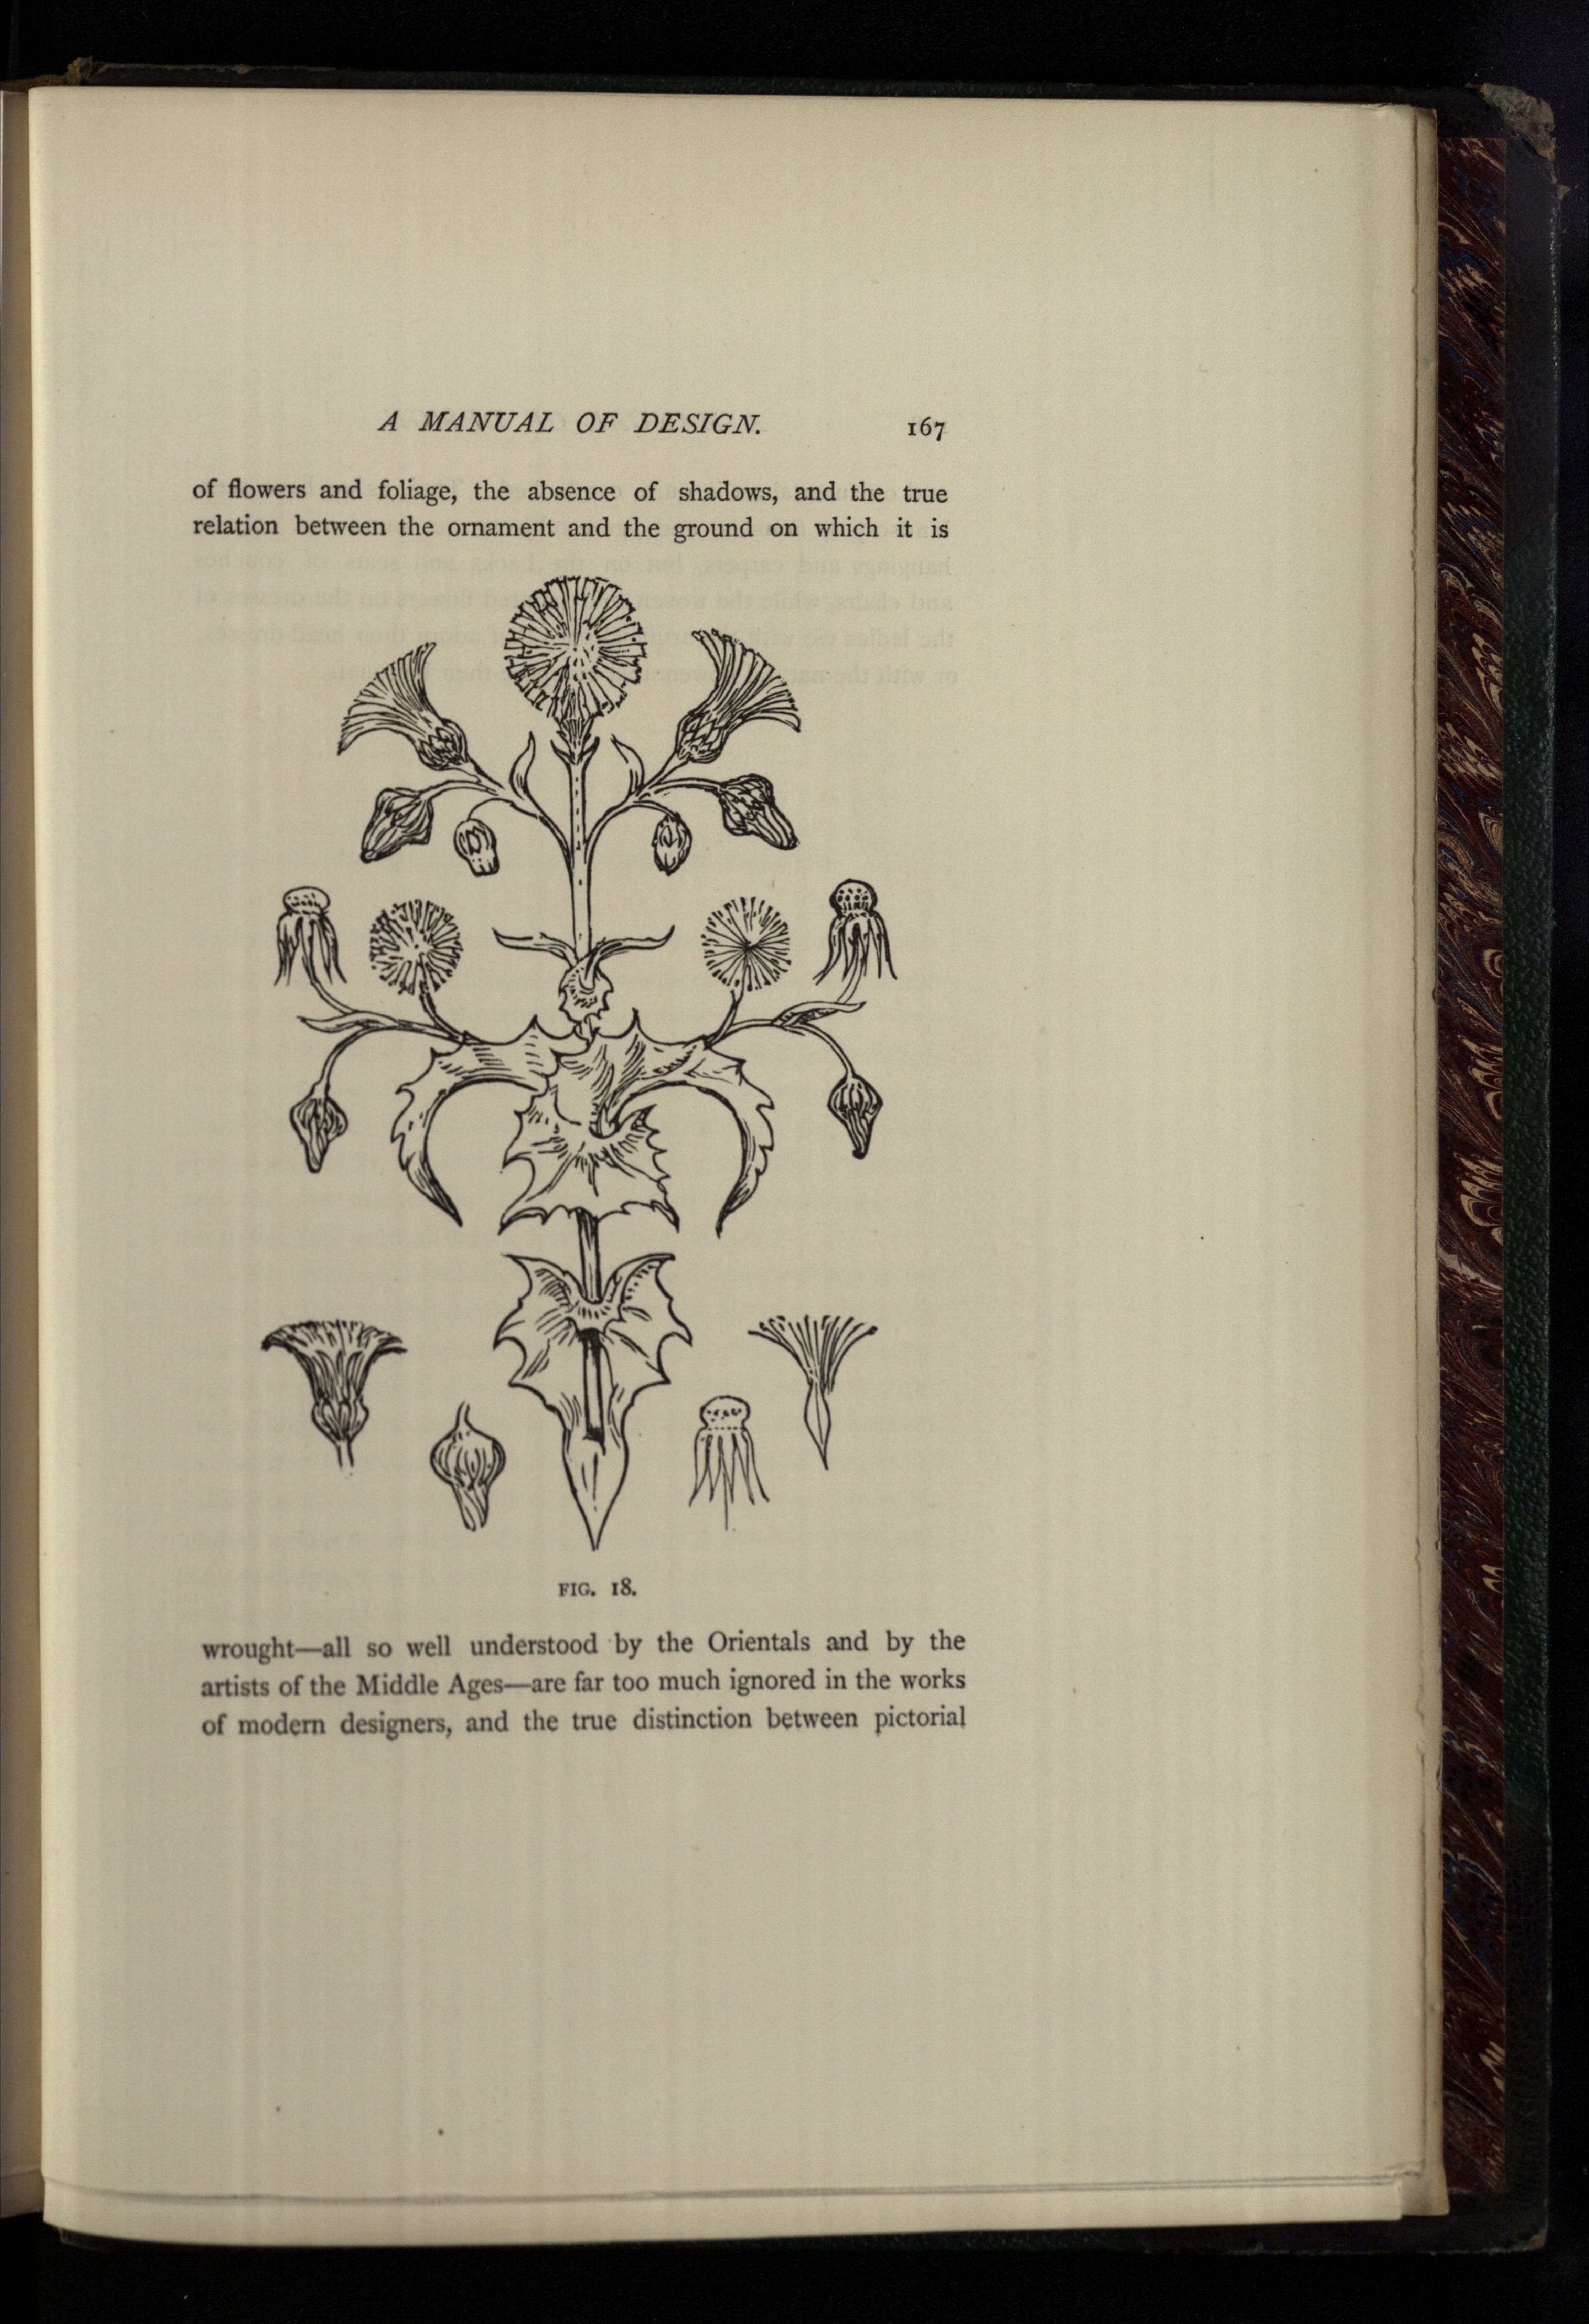 A MANUAL OF DESIGN. 167
of flowers and foliage, the absence of shadows, and the true
relation between the ornament and the ground on which it is
FIG. 18.
wrought—all so well understood by the Orientals and by the
artists of the Middle Ages—are far too much ignored in the works
of modern designers, and the true distinction between pictorial